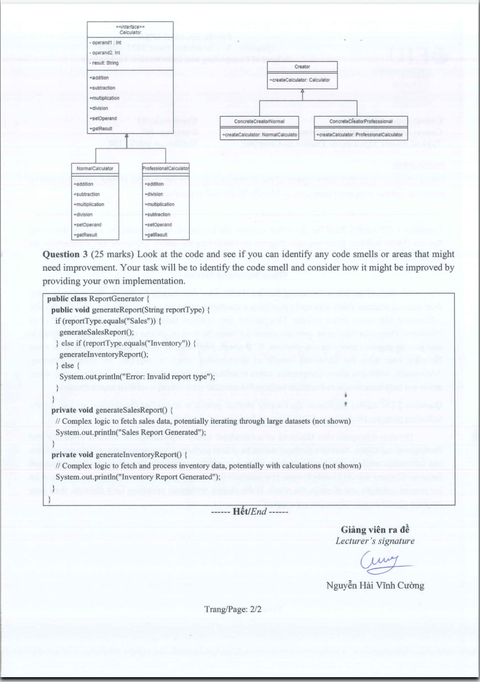 <<interface>>
Calculator
- operand1 : Int
- operand2: Int
- result: String
+addition
+subtraction
+multiplication
+division
+setOperand
+getResult
Creator
+createCalculator: Calculator
ConcreteCreatorNormal
+createCalculator: NormalCalculato
ConcreteCreatorProfessional
+createCalculator: ProfessionalCalculator
NormalCalculator
+addition
+subtraction
+multiplication
+division
+setOperand
+getResult
ProfessionalCalculator
+addition
+division
+multiplication
+subtraction
+setOperand
+getResult
Question 3 (25 marks) Look at the code and see if you can identify any code smells or areas that might
need improvement. Your task will be to identify the code smell and consider how it might be improved by
providing your own implementation.
public class ReportGenerator {
public void generateReport(String reportType) {
if (reportType.equals("Sales")) {
generateSalesReport();
} else if (reportType.equals("Inventory")) {
generateInventoryReport();
} else {
System.out.println("Error: Invalid report type");
}
}
private void generateSalesReport() {
// Complex logic to fetch sales data, potentially iterating through large datasets (not shown)
System.out.println("Sales Report Generated");
}
private void generateInventoryReport() {
// Complex logic to fetch and process inventory data, potentially with calculations (not shown)
System.out.println("Inventory Report Generated");
}
}
------ Hết/End ------
Giảng viên ra đề
Lecturer's signature
Nguyễn Hải Vĩnh Cường
Trang/Page: 2/2